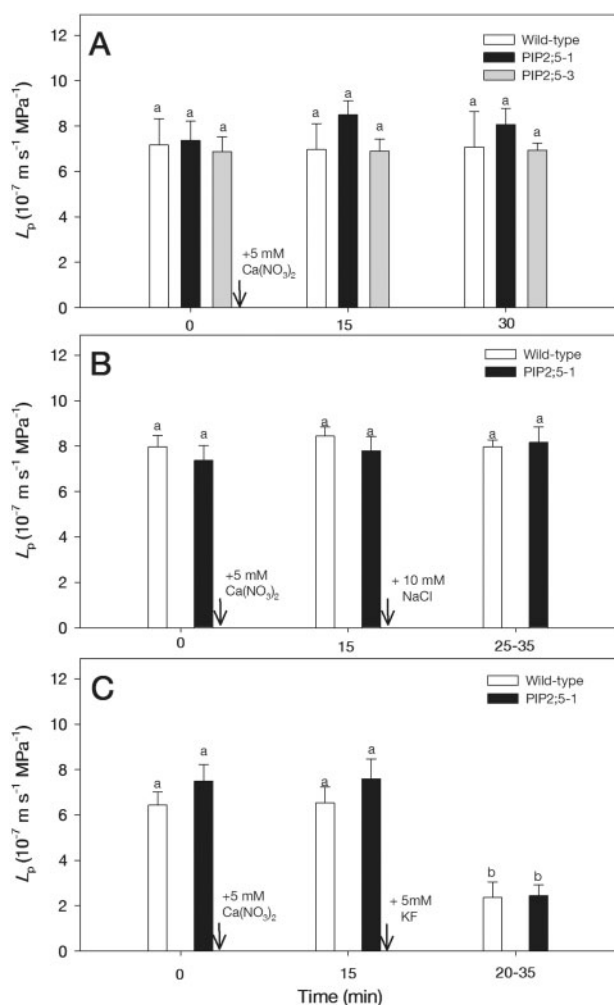 A
Wild-type
PIP2;5-1
PIP2;5-3
12
10
8
6
4
2
0
Lp (10⁻⁷ m s⁻¹ MPa⁻¹)
a a a
a a a
a a a
+5 mM
Ca(NO₃)₂
0 15 30
B
Wild-type
PIP2;5-1
12
10
8
6
4
2
0
Lp (10⁻⁷ m s⁻¹ MPa⁻¹)
a a
a a
a a
+5 mM
Ca(NO₃)₂
+ 10 mM
NaCl
0 15 25-35
C
Wild-type
PIP2;5-1
12
10
8
6
4
2
0
Lp (10⁻⁷ m s⁻¹ MPa⁻¹)
a a
a a
b b
+5 mM
Ca(NO₃)₂
+ 5mM
KF
0 15 20-35
Time (min)